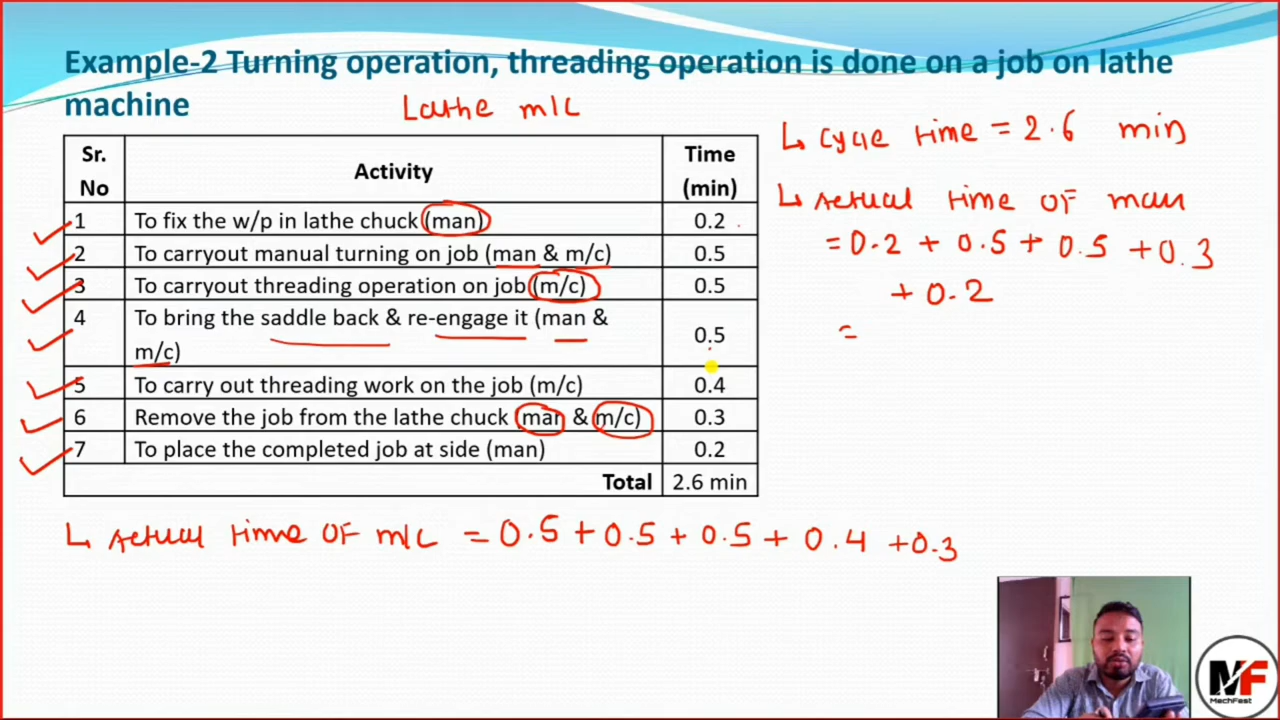 Example-2 Turning operation, threading operation is done on a job on lathe
machine
Lathe m/c
Sr. No Activity Time (min)
1 To fix the w/p in lathe chuck (man) 0.2
2 To carryout manual turning on job (man & m/c) 0.5
3 To carryout threading operation on job (m/c) 0.5
4 To bring the saddle back & re-engage it (man &
m/c) 0.5
5 To carry out threading work on the job (m/c) 0.4
6 Remove the job from the lathe chuck (man & m/c) 0.3
7 To place the completed job at side (man) 0.2
Total 2.6 min
↳ Cycle time = 2.6 min
↳ Actual time OF man
= 0.2 + 0.5 + 0.5 + 0.3
+ 0.2
=
↳ Actual time OF m/c = 0.5 + 0.5 + 0.5 + 0.4 + 0.3
MF
MechFest